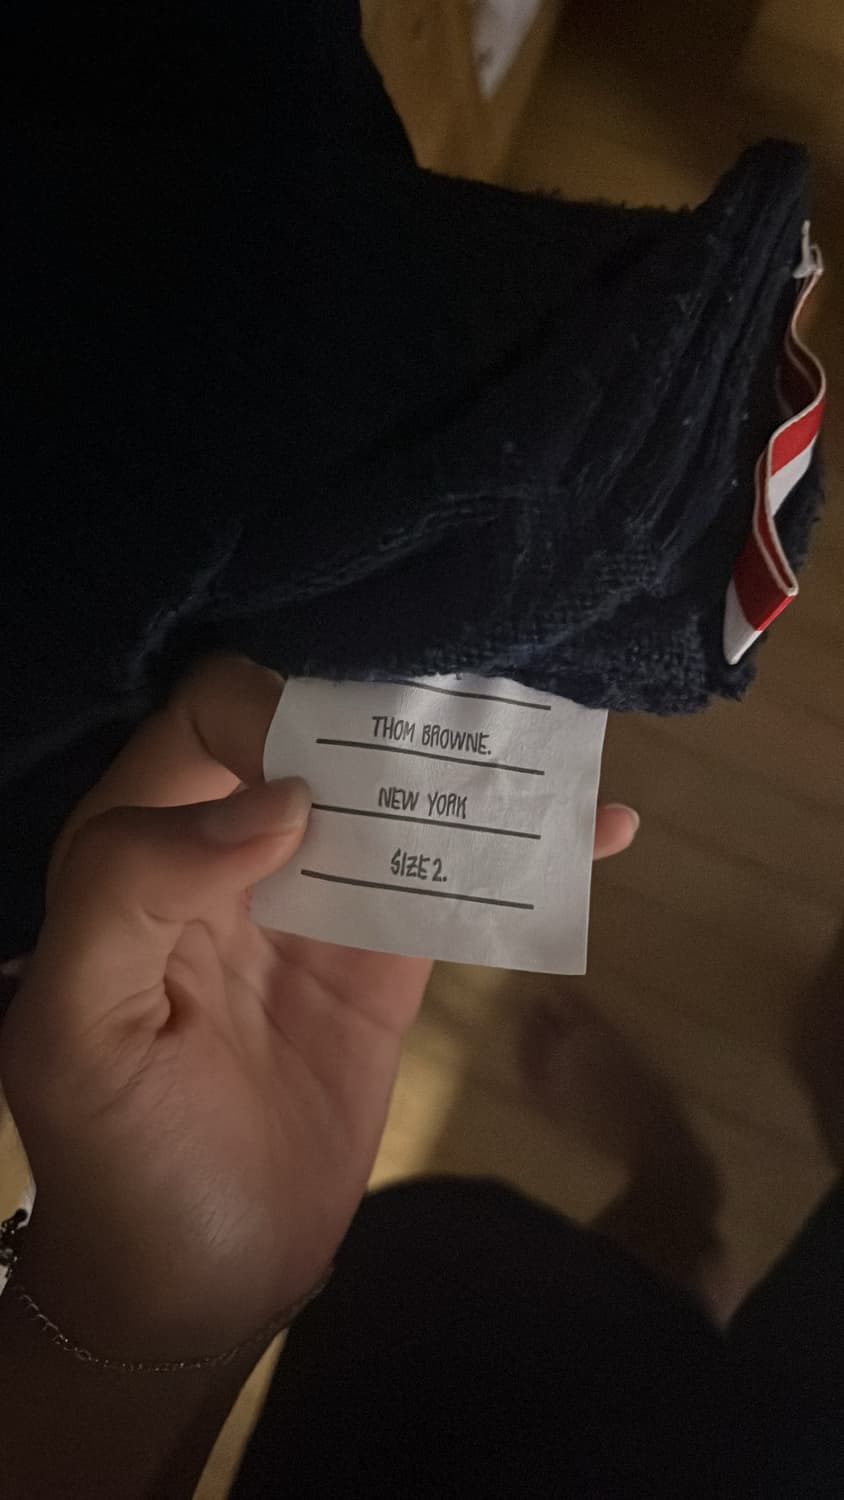 THOM BROWNE.
NEW YORK
SIZE 2.